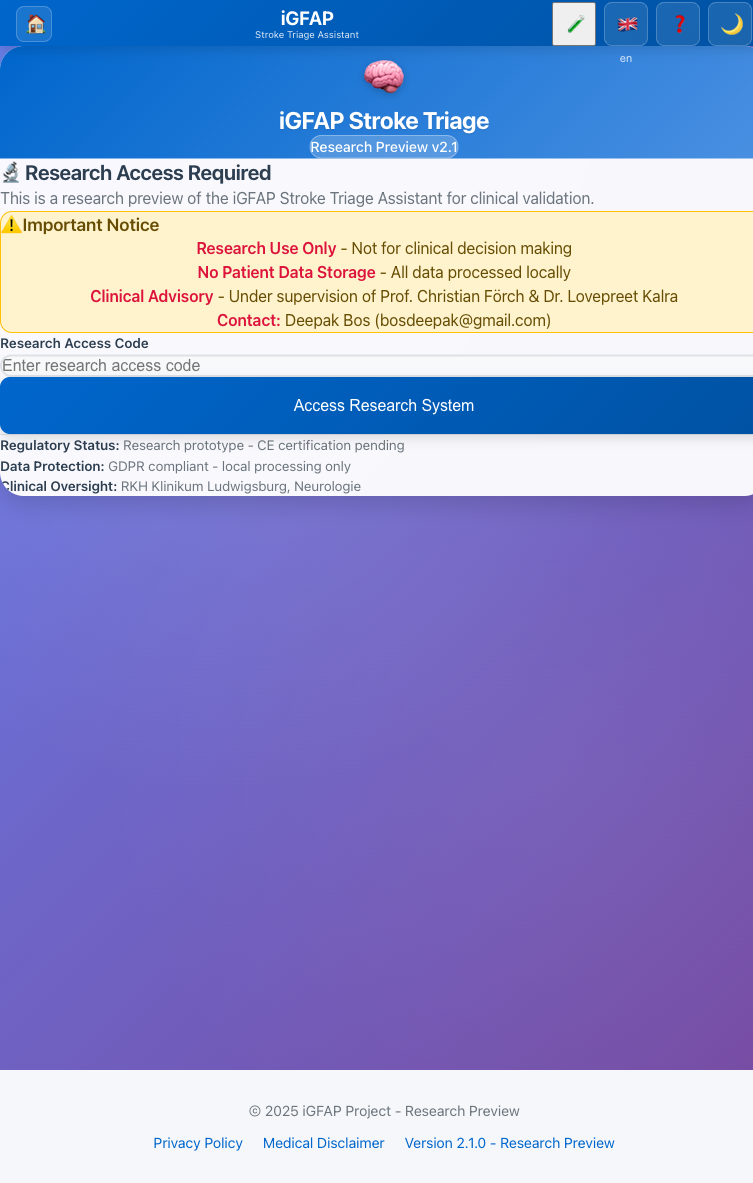 iGFAP
Stroke Triage Assistant
en
iGFAP Stroke Triage
Research Preview v2.1
Research Access Required
This is a research preview of the iGFAP Stroke Triage Assistant for clinical validation.
Important Notice
Research Use Only - Not for clinical decision making
No Patient Data Storage - All data processed locally
Clinical Advisory - Under supervision of Prof. Christian Förch & Dr. Lovepreet Kalra
Contact: Deepak Bos (bosdeepak@gmail.com)
Research Access Code
Enter research access code
Access Research System
Regulatory Status: Research prototype - CE certification pending
Data Protection: GDPR compliant - local processing only
Clinical Oversight: RKH Klinikum Ludwigsburg, Neurologie
© 2025 iGFAP Project - Research Preview
Privacy Policy Medical Disclaimer Version 2.1.0 - Research Preview